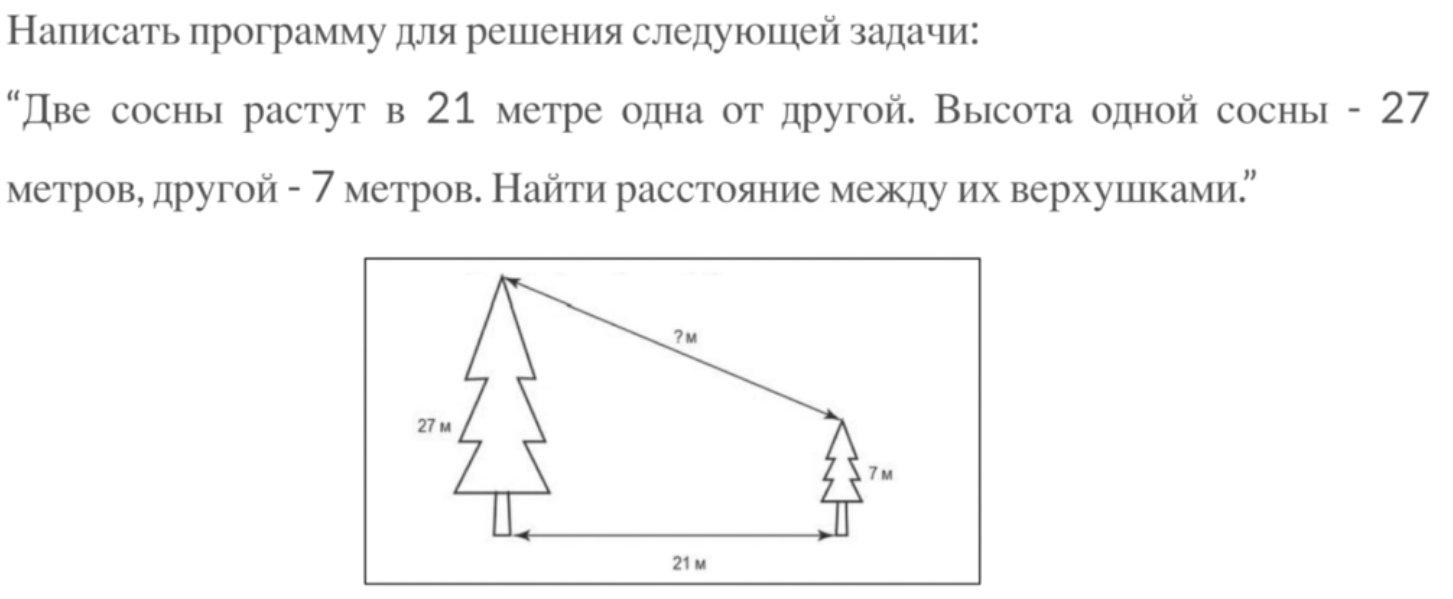 Написать программу для решения следующей задачи:
“Две сосны растут в 21 метре одна от другой. Высота одной сосны - 27
метров, другой - 7 метров. Найти расстояние между их верхушками.”
? м
27 м
7 м
21 м